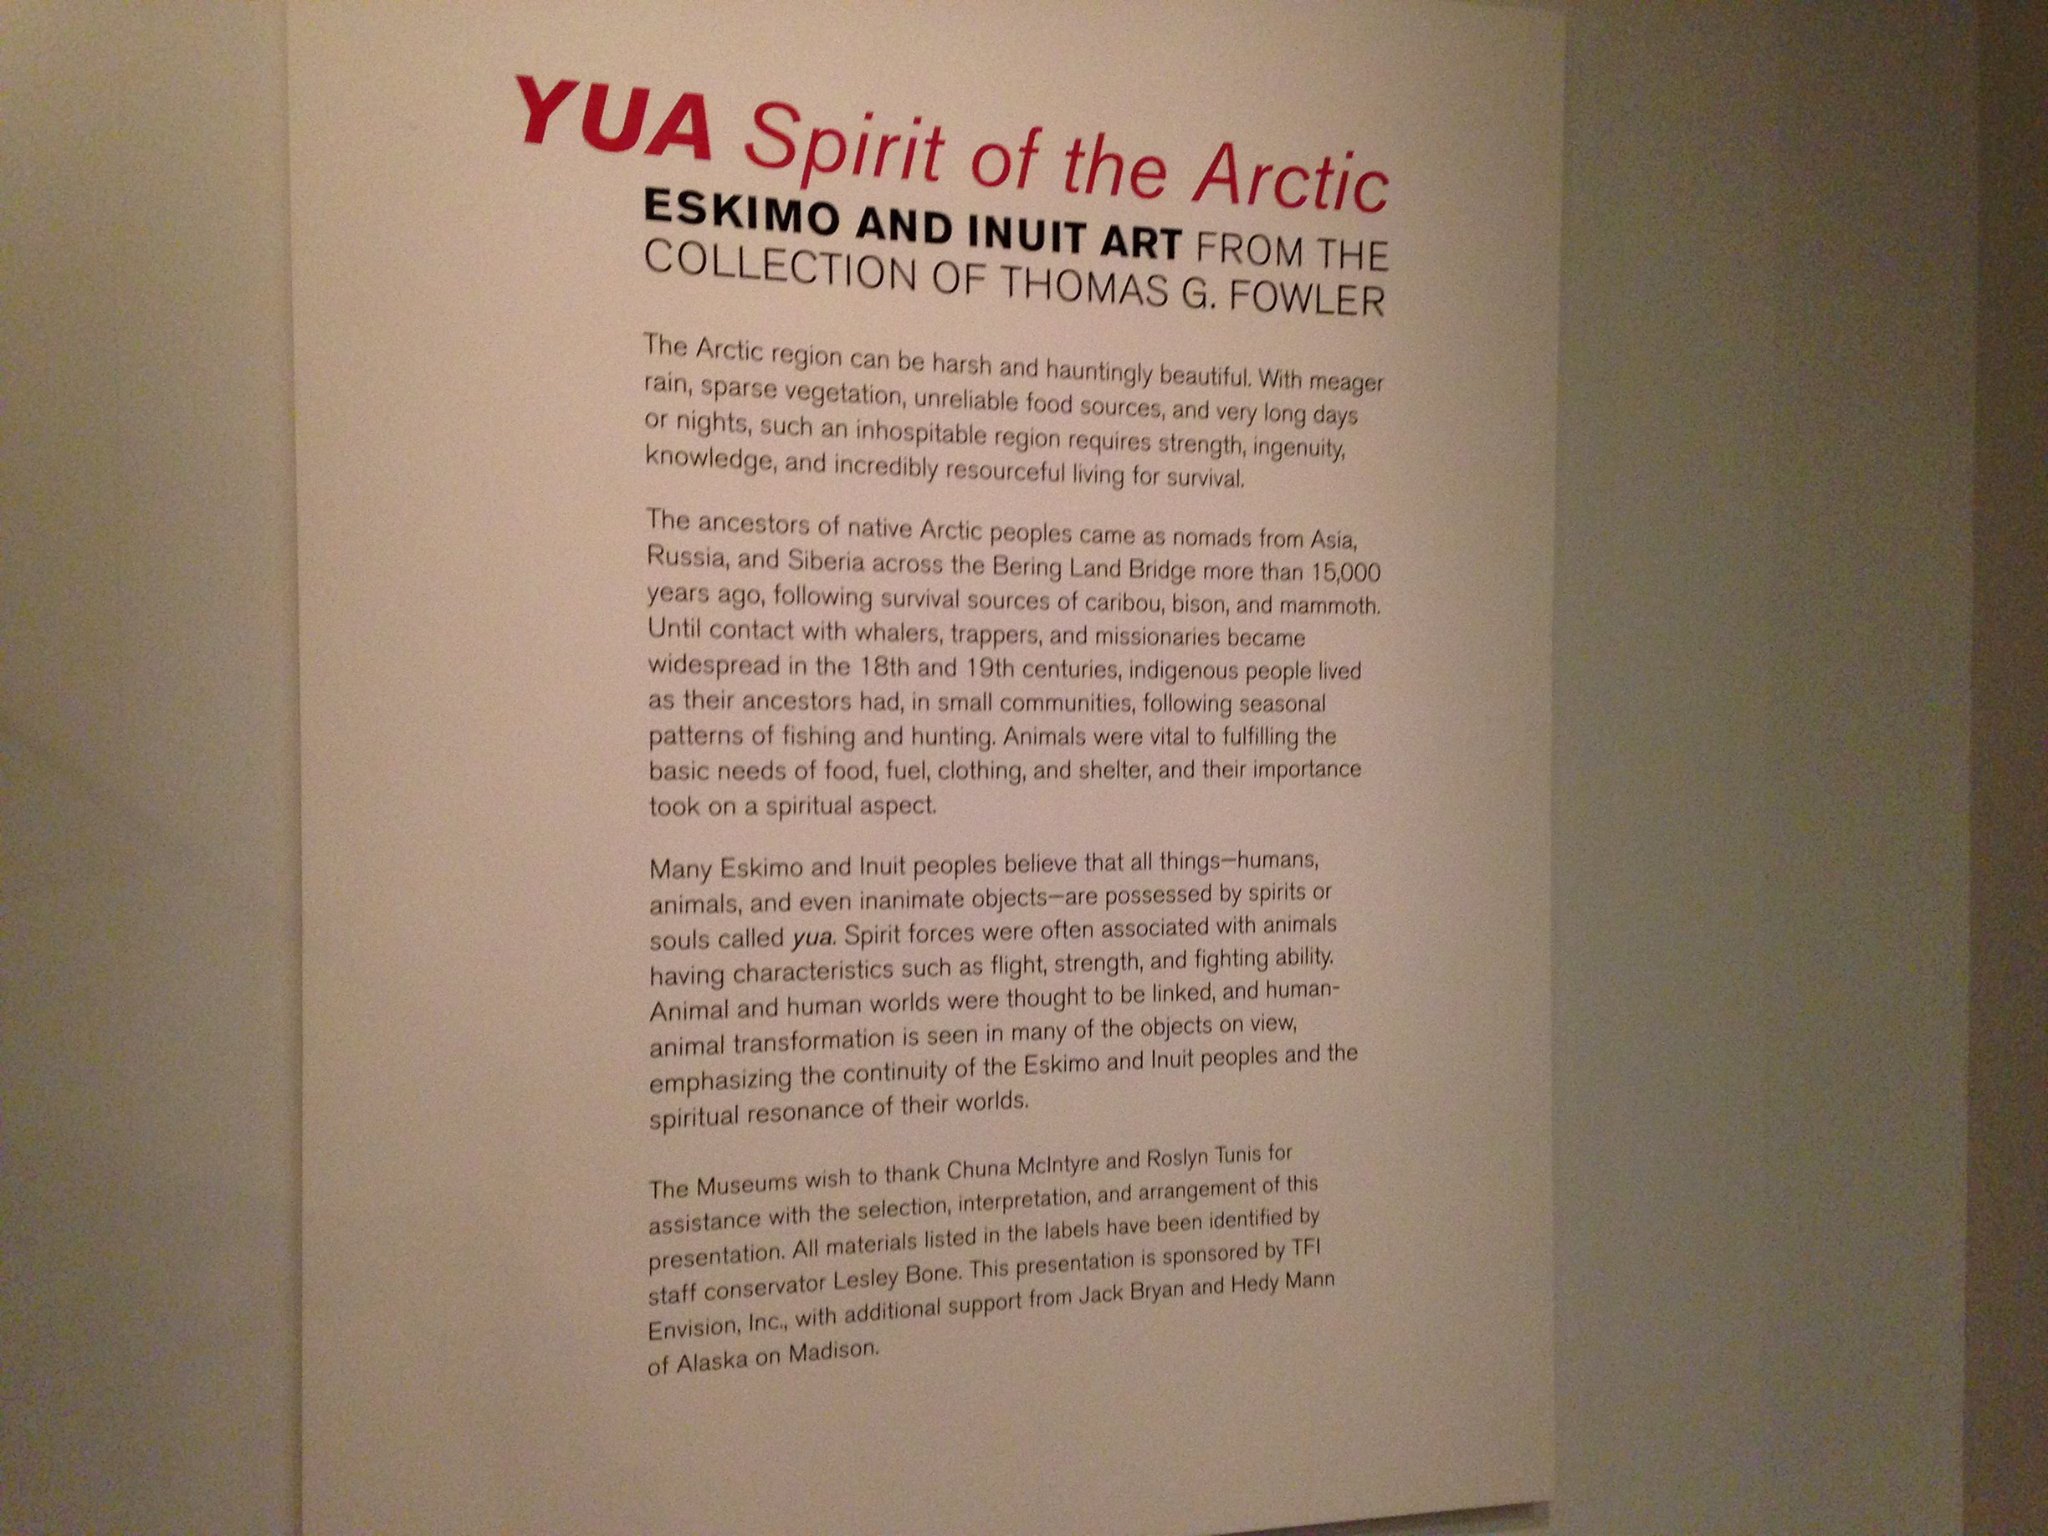 YUA Spirit of the Arctic
ESKIMO AND INUIT ART FROM THE
COLLECTION OF THOMAS G. FOWLER
The Arctic region can be harsh and hauntingly beautiful. With meager
rain, sparse vegetation, unreliable food sources, and very long days
or nights, such an inhospitable region requires strength, ingenuity,
knowledge, and incredibly resourceful living for survival.
The ancestors of native Arctic peoples came as nomads from Asia,
Russia, and Siberia across the Bering Land Bridge more than 15,000
years ago, following survival sources of caribou, bison, and mammoth.
Until contact with whalers, trappers, and missionaries became
widespread in the 18th and 19th centuries, indigenous people lived
as their ancestors had, in small communities, following seasonal
patterns of fishing and hunting. Animals were vital to fulfilling the
basic needs of food, fuel, clothing, and shelter, and their importance
took on a spiritual aspect.
Many Eskimo and Inuit peoples believe that all things—humans,
animals, and even inanimate objects—are possessed by spirits or
souls called yua. Spirit forces were often associated with animals
having characteristics such as flight, strength, and fighting ability.
Animal and human worlds were thought to be linked, and human-
animal transformation is seen in many of the objects on view,
emphasizing the continuity of the Eskimo and Inuit peoples and the
spiritual resonance of their worlds.
The Museums wish to thank Chuna McIntyre and Roslyn Tunis for
assistance with the selection, interpretation, and arrangement of this
presentation. All materials listed in the labels have been identified by
staff conservator Lesley Bone. This presentation is sponsored by TFI
Envision, Inc., with additional support from Jack Bryan and Hedy Mann
of Alaska on Madison.